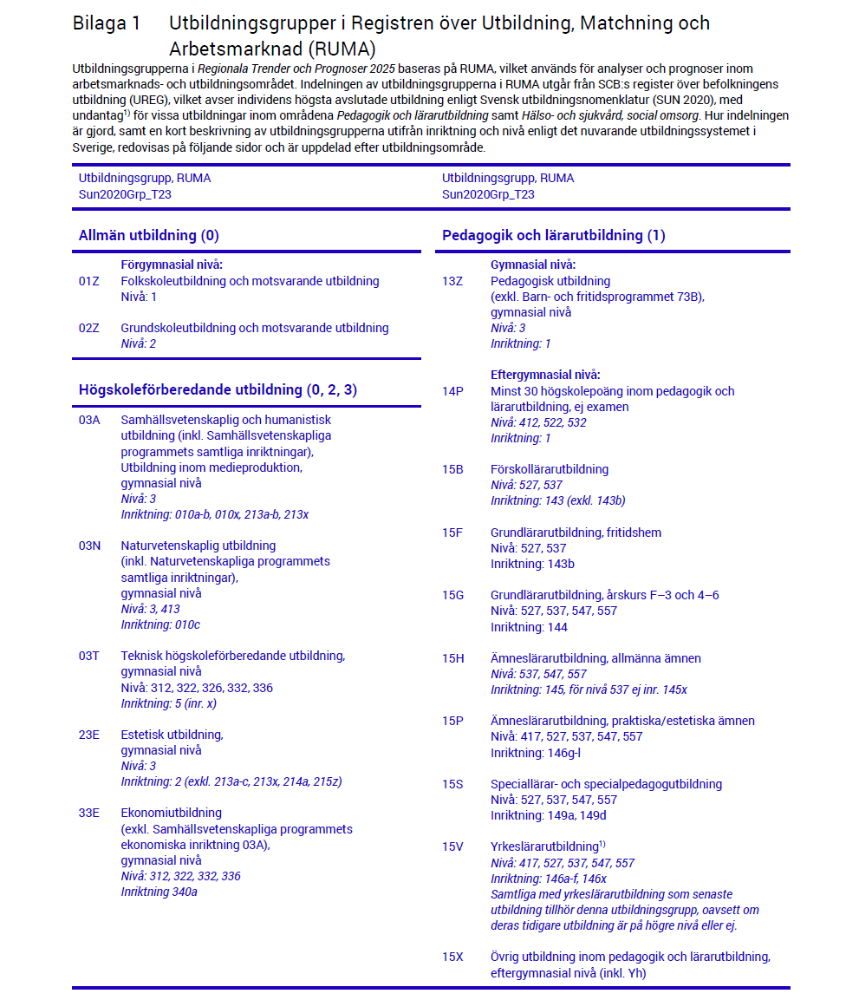 Bilaga 1 Utbildningsgrupper i Registren över Utbildning, Matchning och
Arbetsmarknad (RUMA)
Utbildningsgrupperna i Regionala Trender och Prognoser 2025 baseras på RUMA, vilket används för analyser och prognoser inom
arbetsmarknads- och utbildningsområdet. Indelningen av utbildningsgrupperna i RUMA utgår från SCB:s register över befolkningens
utbildning (UREG), vilket avser individens högsta avslutade utbildning enligt Svensk utbildningsnomenklatur (SUN 2020), med
undantag1) för vissa utbildningar inom områdena Pedagogik och lärarutbildning samt Hälso- och sjukvård, social omsorg. Hur indelningen
är gjord, samt en kort beskrivning av utbildningsgrupperna utifrån inriktning och nivå enligt det nuvarande utbildningssystemet i
Sverige, redovisas på följande sidor och är uppdelad efter utbildningsområde.
Utbildningsgrupp, RUMA
Sun2020Grp_T23
Allmän utbildning (0)
Förgymnasial nivå:
01Z Folkskoleutbildning och motsvarande utbildning
Nivå: 1
02Z Grundskoleutbildning och motsvarande utbildning
Nivå: 2
Högskoleförberedande utbildning (0, 2, 3)
03A Samhällsvetenskaplig och humanistisk
utbildning (inkl. Samhällsvetenskapliga
programmets samtliga inriktningar),
Utbildning inom medieproduktion,
gymnasial nivå
Nivå: 3
Inriktning: 010a-b, 010x, 213a-b, 213x
03N Naturvetenskaplig utbildning
(inkl. Naturvetenskapliga programmets
samtliga inriktningar),
gymnasial nivå
Nivå: 3, 413
Inriktning: 010c
03T Teknisk högskoleförberedande utbildning,
gymnasial nivå
Nivå: 312, 322, 326, 332, 336
Inriktning: 5 (inr. x)
23E Estetisk utbildning,
gymnasial nivå
Nivå: 3
Inriktning: 2 (exkl. 213a-c, 213x, 214a, 215z)
33E Ekonomiutbildning
(exkl. Samhällsvetenskapliga programmets
ekonomiska inriktning 03A),
gymnasial nivå
Nivå: 312, 322, 332, 336
Inriktning 340a
Utbildningsgrupp, RUMA
Sun2020Grp_T23
Pedagogik och lärarutbildning (1)
Gymnasial nivå:
13Z Pedagogisk utbildning
(exkl. Barn- och fritidsprogrammet 73B),
gymnasial nivå
Nivå: 3
Inriktning: 1
Eftergymnasial nivå:
14P Minst 30 högskolepoäng inom pedagogik och
lärarutbildning, ej examen
Nivå: 412, 522, 532
Inriktning: 1
15B Förskollärarutbildning
Nivå: 527, 537
Inriktning: 143 (exkl. 143b)
15F Grundlärarutbildning, fritidshem
Nivå: 527, 537
Inriktning: 143b
15G Grundlärarutbildning, årskurs F–3 och 4–6
Nivå: 527, 537, 547, 557
Inriktning: 144
15H Ämneslärarutbildning, allmänna ämnen
Nivå: 537, 547, 557
Inriktning: 145, för nivå 537 ej inr. 145x
15P Ämneslärarutbildning, praktiska/estetiska ämnen
Nivå: 417, 527, 537, 547, 557
Inriktning: 146g-l
15S Speciallärar- och specialpedagogutbildning
Nivå: 527, 537, 547, 557
Inriktning: 149a, 149d
15V Yrkeslärarutbildning1)
Nivå: 417, 527, 537, 547, 557
Inriktning: 146a-f, 146x
Samtliga med yrkeslärarutbildning som senaste
utbildning tillhör denna utbildningsgrupp, oavsett om
deras tidigare utbildning är på högre nivå eller ej.
15X Övrig utbildning inom pedagogik och lärarutbildning,
eftergymnasial nivå (inkl. Yh)